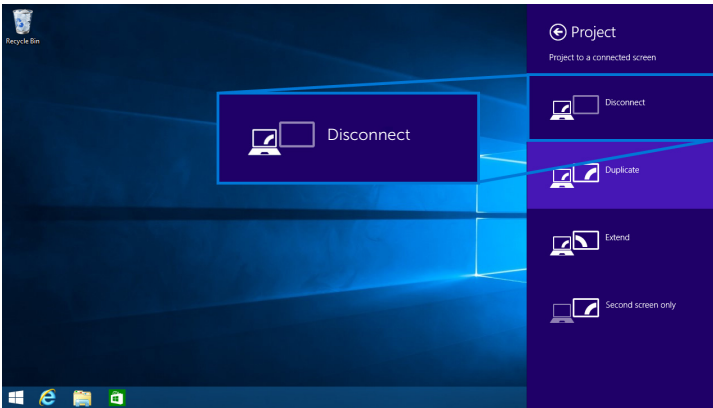 Recycle Bin
Project
Project to a connected screen
Disconnect
Disconnect
Duplicate
Extend
Second screen only